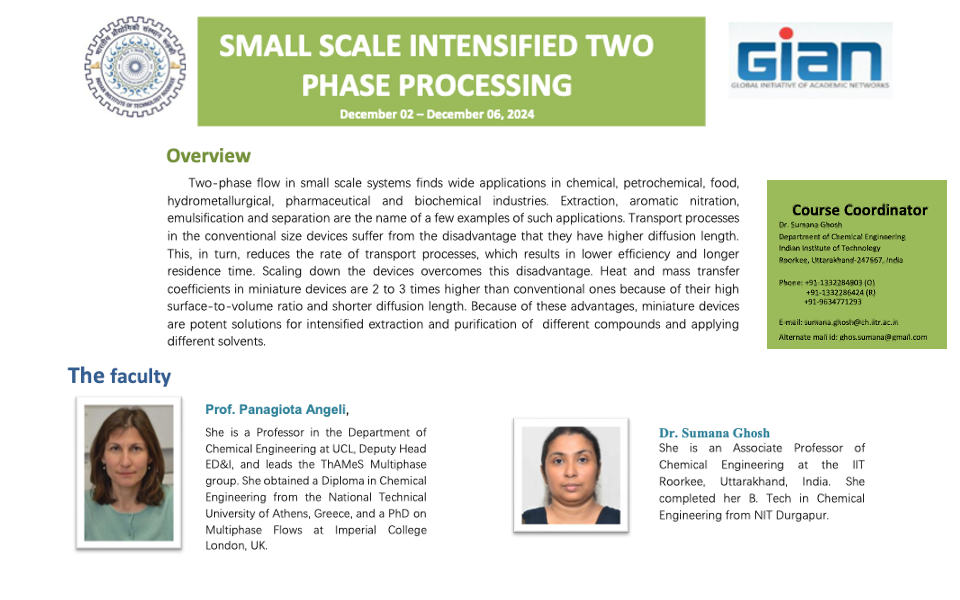 SMALL SCALE INTENSIFIED TWO
PHASE PROCESSING
December 02 – December 06, 2024
GIAN
GLOBAL INITIATIVE OF ACADEMIC NETWORKS
Overview
Two-phase flow in small scale systems finds wide applications in chemical, petrochemical, food,
hydrometallurgical, pharmaceutical and biochemical industries. Extraction, aromatic nitration,
emulsification and separation are the name of a few examples of such applications. Transport processes
in the conventional size devices suffer from the disadvantage that they have higher diffusion length.
This, in turn, reduces the rate of transport processes, which results in lower efficiency and longer
residence time. Scaling down the devices overcomes this disadvantage. Heat and mass transfer
coefficients in miniature devices are 2 to 3 times higher than conventional ones because of their high
surface-to-volume ratio and shorter diffusion length. Because of these advantages, miniature devices
are potent solutions for intensified extraction and purification of different compounds and applying
different solvents.
Course Coordinator
Dr. Sumana Ghosh
Department of Chemical Engineering
Indian Institute of Technology
Roorkee, Uttarakhand-247667, India
Phone: +91-1332284803 (O)
+91-1332286424 (R)
+91-9634771293
E-mail: sumana.ghosh@ch.iitr.ac.in
Alternate mail id: ghos.sumana@gmail.com
The faculty
Prof. Panagiota Angeli,
She is a Professor in the Department of
Chemical Engineering at UCL, Deputy Head
ED&I, and leads the ThAMeS Multiphase
group. She obtained a Diploma in Chemical
Engineering from the National Technical
University of Athens, Greece, and a PhD on
Multiphase Flows at Imperial College
London, UK.
Dr. Sumana Ghosh
She is an Associate Professor of
Chemical Engineering at the IIT
Roorkee, Uttarakhand, India. She
completed her B. Tech in Chemical
Engineering from NIT Durgapur.